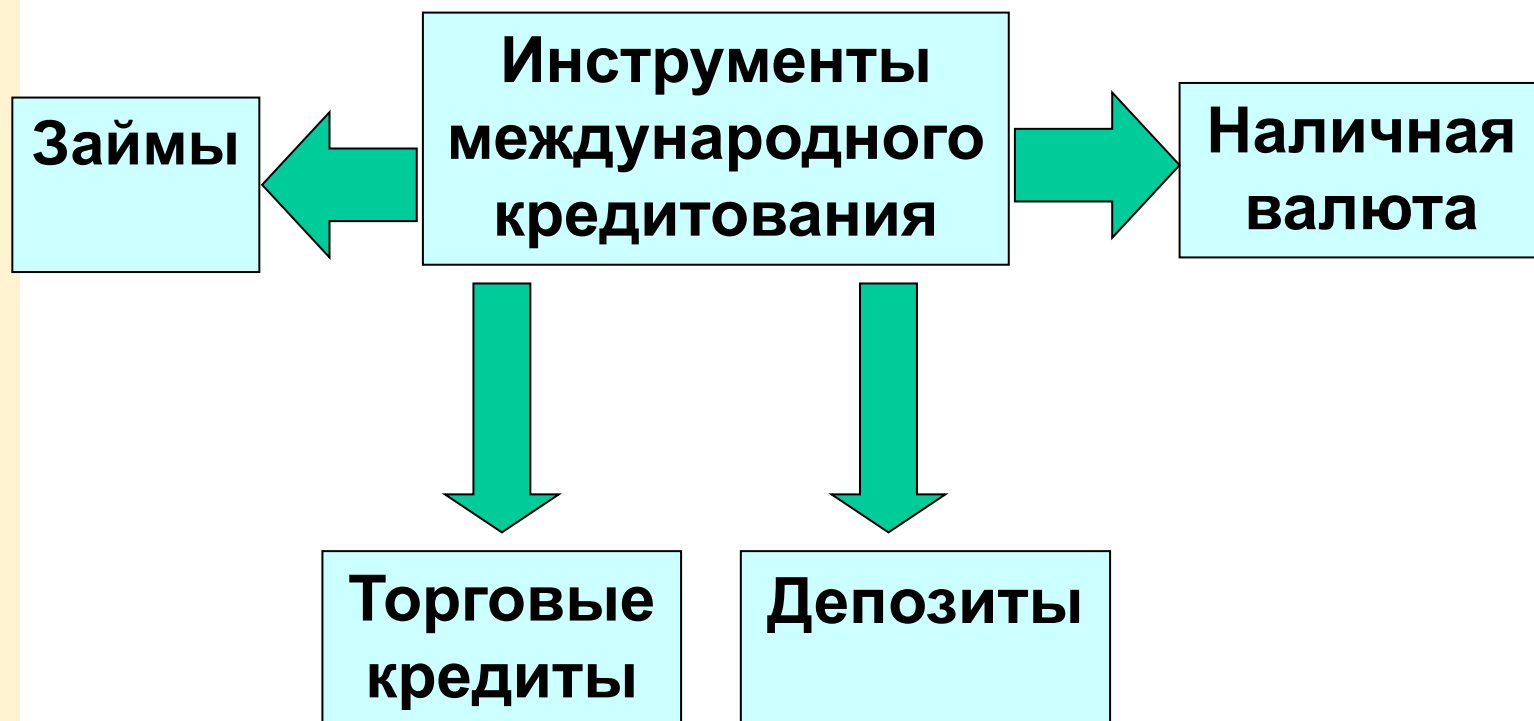 Инструменты
международного
кредитования
Займы
Наличная
валюта
Торговые
кредиты
Депозиты